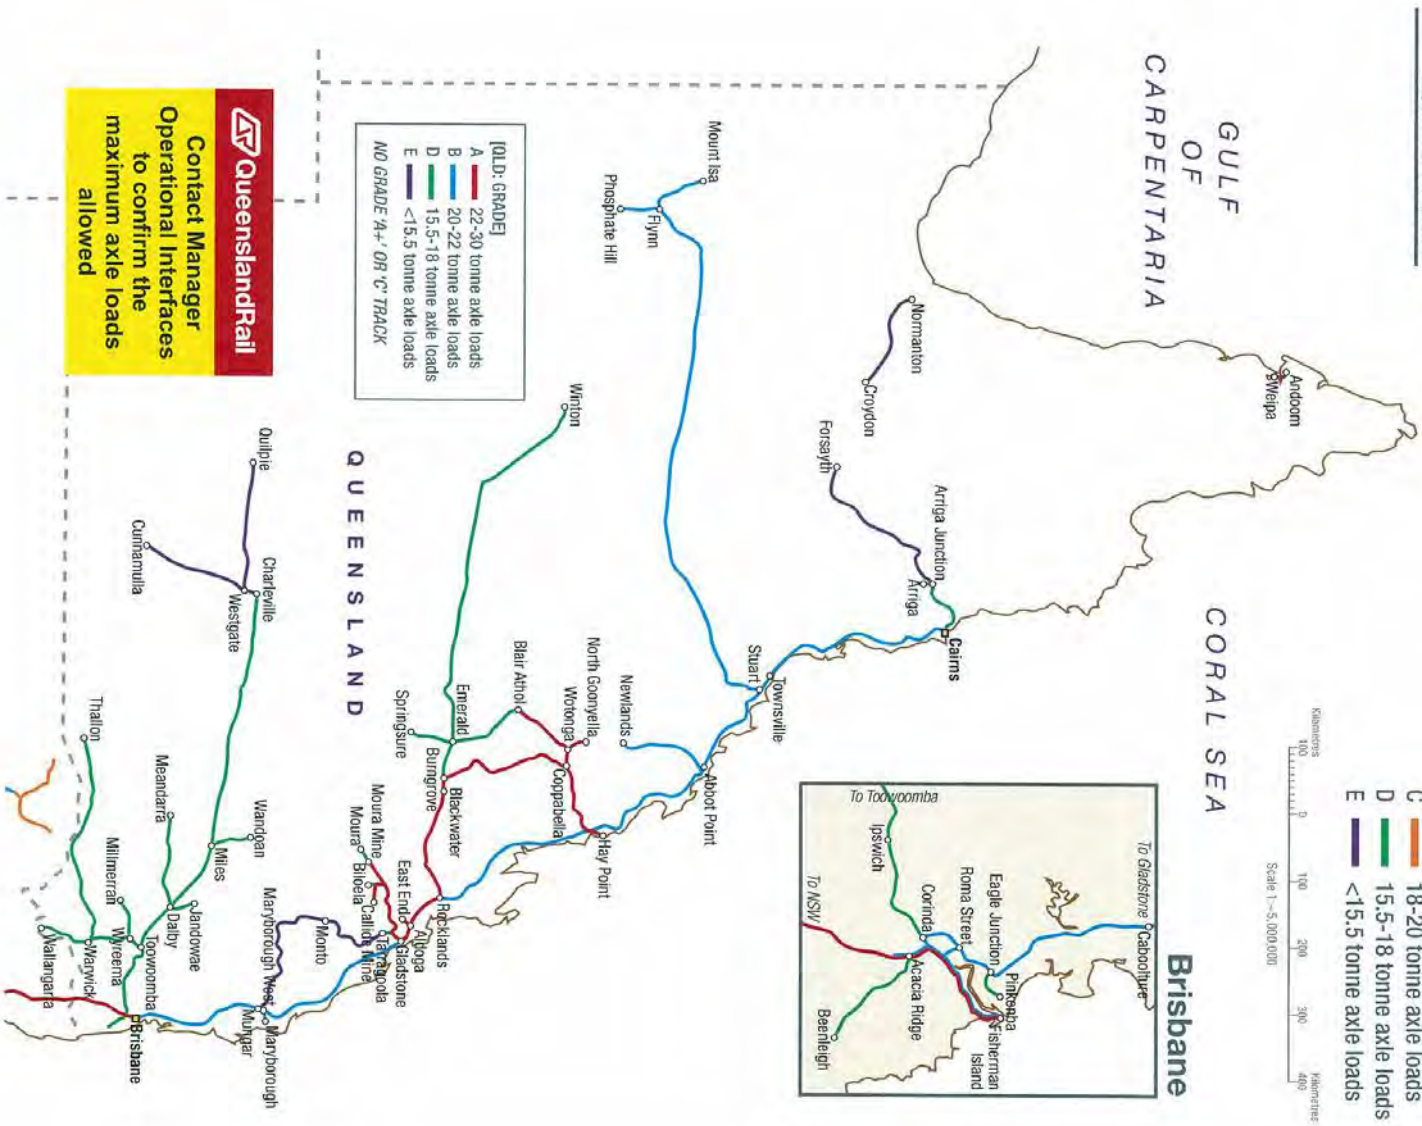 C 18-20 tonne axle loads
D 15.5-18 tonne axle loads
E <15.5 tonne axle loads
Kilometres
100
0
100
200
300
400
Kilometres
Scale 1:~5,000,000
GULF
OF
CARPENTARIA
CORAL SEA
Brisbane
To Gladstone
Caboolture
Eagle Junction
Pinkenba
Roma Street
Fisherman
Island
Corinda
Acacia Ridge
Ipswich
To Toowoomba
To NSW
Beenleigh
Andoom
Weipa
Normanton
Croydon
Forsayth
Arriga Junction
Arriga
Cairns
Mount Isa
Flynn
Phosphate Hill
Townsville
Stuart
Abbot Point
Newlands
North Goonyella
Wotonga
Coppabella
Hay Point
Blair Athol
Winton
Emerald
Springsure
Burngrove
Blackwater
Rocklands
East End
Aldoga
Gladstone
Tarragoola
Callide Mine
Biloela
Moura Mine
Moura
[QLD: GRADE]
A 22-30 tonne axle loads
B 20-22 tonne axle loads
D 15.5-18 tonne axle loads
E <15.5 tonne axle loads
NO GRADE 'A+' OR 'C' TRACK
QUEENSLAND
QueenslandRail
Contact Manager
Operational Interfaces
to confirm the
maximum axle loads
allowed
Quilpie
Charleville
Westgate
Cunnamulla
Wandoan
Miles
Monto
Maryborough West
Maryborough
Mungar
Jandowae
Dalby
Meandarra
Toowoomba
Wyreema
Millmerran
Brisbane
Thallon
Warwick
Wallangarra